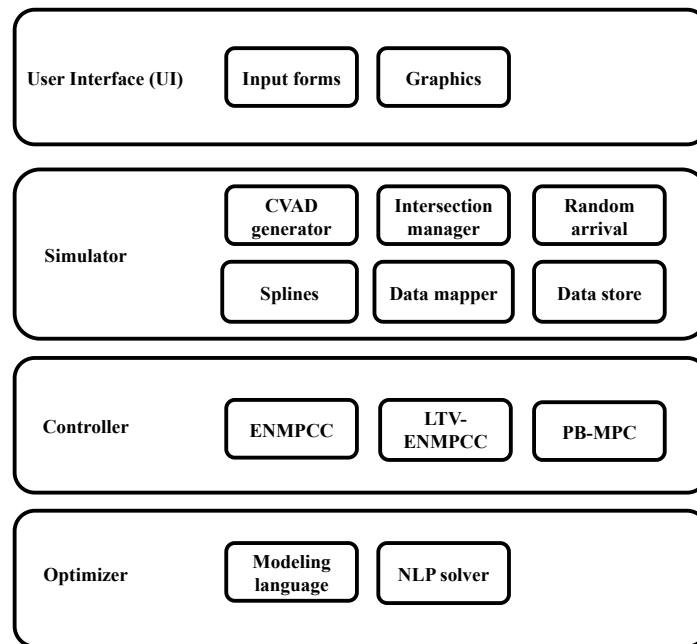 User Interface (UI)
Input forms
Graphics
Simulator
CVAD
generator
Intersection
manager
Random
arrival
Splines
Data mapper
Data store
Controller
ENMPCC
LTV-
ENMPCC
PB-MPC
Optimizer
Modeling
language
NLP solver